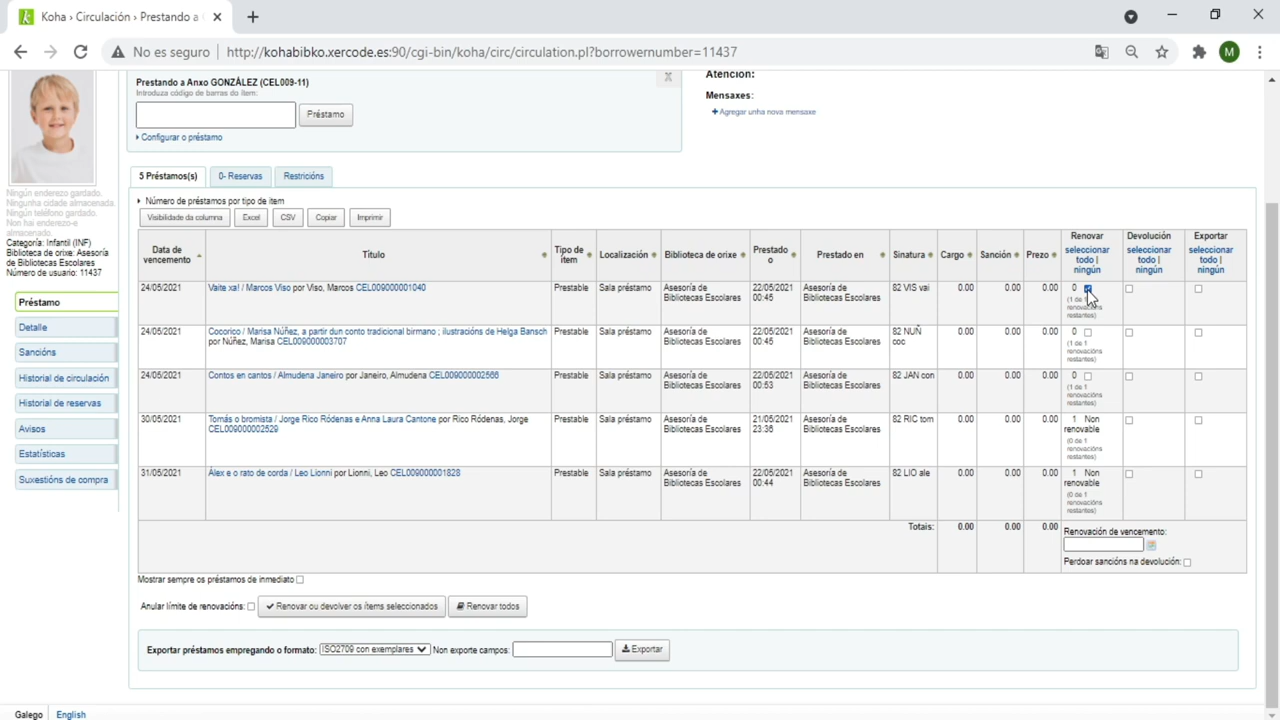 Koha › Circulación › Prestando a
No es seguro
http://kohabibko.xercode.es:90/cgi-bin/koha/circ/circulation.pl?borrowernumber=11437
M
Ningún enderezo gardado.
Ningunha cidade almacenada.
Ningún teléfono gardado.
Non hai enderezo-e
almacenado.
Categoría: Infantil (INF)
Biblioteca de orixe: Asesoría
de Bibliotecas Escolares
Número de usuario: 11437
Préstamo
Detalle
Sancións
Historial de circulación
Historial de reservas
Avisos
Estatísticas
Suxestións de compra
Prestando a Anxo GONZÁLEZ (CEL009-11)
Introduza código de barras do ítem:
Préstamo
Configurar o préstamo
x
Atención:
Mensaxes:
Agregar unha nova mensaxe
5 Préstamos(s)
0- Reservas
Restricións
Número de préstamos por tipo de ítem
Visibilidade da columna Excel CSV Copiar Imprimir
Data de vencemento Título Tipo de ítem Localización Biblioteca de orixe Prestado o Prestado en Sinatura Cargo Sanción Prezo Renovar seleccionar todo | ningún Devolución seleccionar todo | ningún Exportar seleccionar todo | ningún
24/05/2021 Vaite xa! / Marcos Viso por Viso, Marcos CEL009000001040 Prestable Sala préstamo Asesoría de Bibliotecas Escolares 22/05/2021 00:45 Asesoría de Bibliotecas Escolares 82 VIS vai 0.00 0.00 0.00 0 (1 de 1 renovacións restantes)
24/05/2021 Cocorico / Marisa Núñez, a partir dun conto tradicional birmano ; ilustracións de Helga Bansch por Núñez, Marisa CEL009000003707 Prestable Sala préstamo Asesoría de Bibliotecas Escolares 22/05/2021 00:45 Asesoría de Bibliotecas Escolares 82 NUÑ coc 0.00 0.00 0.00 0 (1 de 1 renovacións restantes)
24/05/2021 Contos en cantos / Almudena Janeiro por Janeiro, Almudena CEL009000002566 Prestable Sala préstamo Asesoría de Bibliotecas Escolares 22/05/2021 00:53 Asesoría de Bibliotecas Escolares 82 JAN con 0.00 0.00 0.00 0 (1 de 1 renovacións restantes)
30/05/2021 Tomás o bromista / Jorge Rico Ródenas e Anna Laura Cantone por Rico Ródenas, Jorge CEL009000002529 Prestable Sala préstamo Asesoría de Bibliotecas Escolares 21/05/2021 23:36 Asesoría de Bibliotecas Escolares 82 RIC tom 0.00 0.00 0.00 1 Non renovable (0 de 1 renovacións restantes)
31/05/2021 Álex e o rato de corda / Leo Lionni por Lionni, Leo CEL009000001828 Prestable Sala préstamo Asesoría de Bibliotecas Escolares 22/05/2021 00:44 Asesoría de Bibliotecas Escolares 82 LIO ale 0.00 0.00 0.00 1 Non renovable (0 de 1 renovacións restantes)
Totais: 0.00 0.00 0.00 Renovación de vencemento:
Perdoar sancións na devolución:
Mostrar sempre os préstamos de inmediato
Anular límite de renovacións: Renovar ou devolver os ítems seleccionados Renovar todos
Exportar préstamos empregando o formato: ISO2709 con exemplares Non exporte campos: Exportar
Galego English